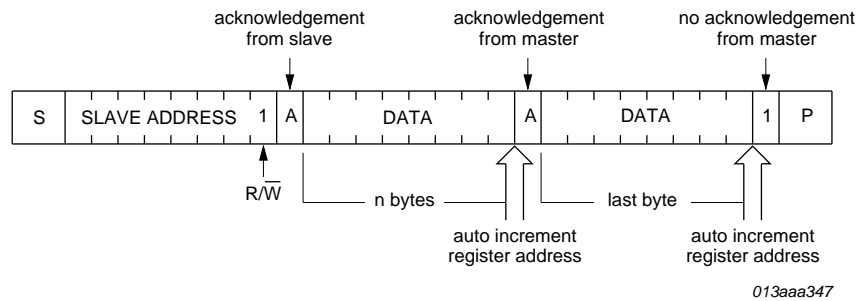 acknowledgement
from slave
acknowledgement
from master
no acknowledgement
from master
S SLAVE ADDRESS 1 A DATA A DATA 1 P
R/W̅
n bytes
last byte
auto increment
register address
auto increment
register address
013aaa347